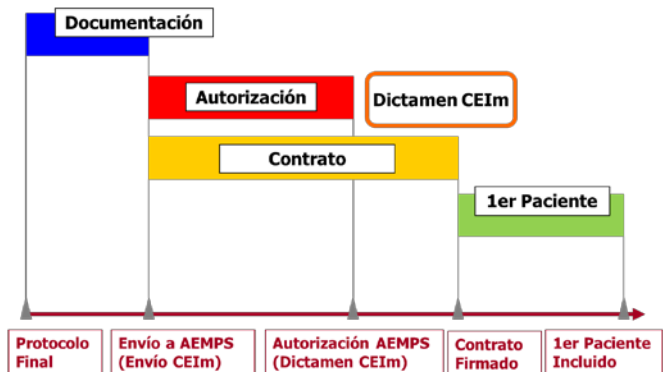 Documentación
Autorización
Dictamen CEIm
Contrato
1er Paciente
Protocolo
Final
Envío a AEMPS
(Envío CEIm)
Autorización AEMPS
(Dictamen CEIm)
Contrato
Firmado
1er Paciente
Incluido